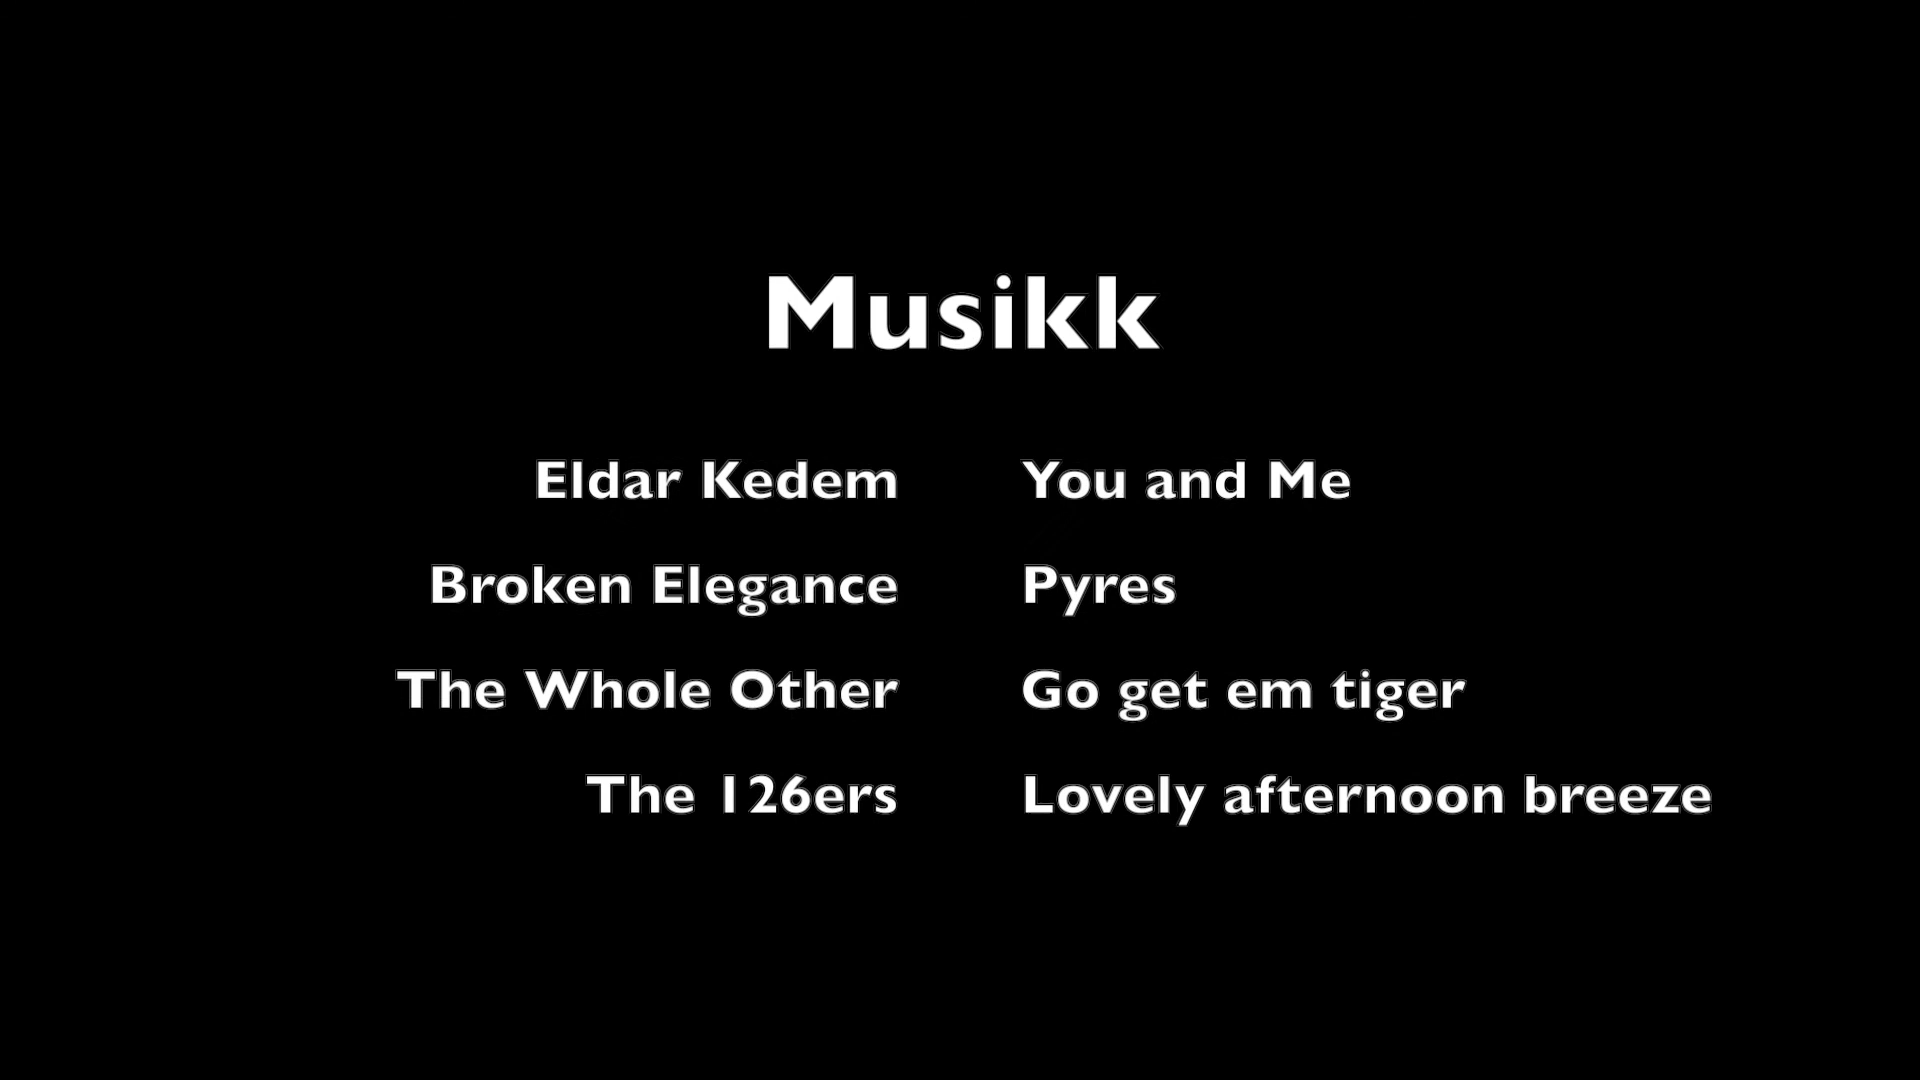 Musikk
Eldar Kedem You and Me
Broken Elegance Pyres
The Whole Other Go get em tiger
The 126ers Lovely afternoon breeze